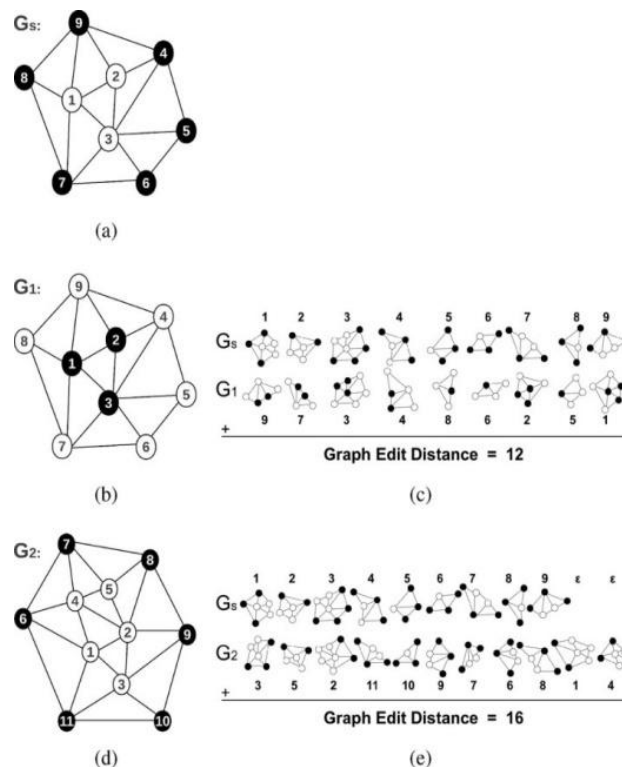 Gs:
9
4
2
8
1
3
5
7
6
(a)
G1:
9
4
2
8
1
3
5
7
6
(b)
1 2 3 4 5 6 7 8 9
Gs
G1
9 7 3 4 8 6 2 5 1
+
Graph Edit Distance = 12
(c)
G2:
7
8
5
4
6
2
9
1
3
11
10
(d)
1 2 3 4 5 6 7 8 9 ε ε
Gs
G2
3 5 2 11 10 9 7 6 8 1 4
+
Graph Edit Distance = 16
(e)